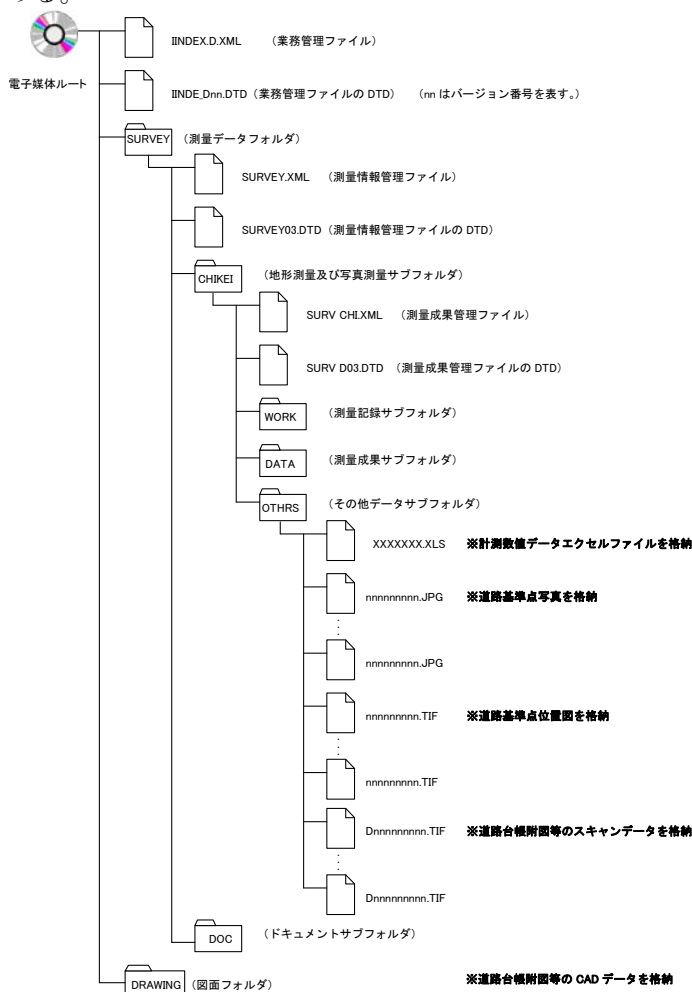 する。
IINDEX.D.XML （業務管理ファイル）
電子媒体ルート
IINDE_Dnn.DTD（業務管理ファイルの DTD） （nn はバージョン番号を表す。）
SURVEY （測量データフォルダ）
SURVEY.XML （測量情報管理ファイル）
SURVEY03.DTD（測量情報管理ファイルの DTD）
CHIKEI （地形測量及び写真測量サブフォルダ）
SURV CHI.XML （測量成果管理ファイル）
SURV D03.DTD （測量成果管理ファイルの DTD）
WORK （測量記録サブフォルダ）
DATA （測量成果サブフォルダ）
OTHRS （その他データサブフォルダ）
XXXXXXX.XLS ※計測数値データエクセルファイルを格納
nnnnnnnnn.JPG ※道路基準点写真を格納
nnnnnnnnn.JPG
nnnnnnnnn.TIF ※道路基準点位置図を格納
nnnnnnnnn.TIF
Dnnnnnnnnn.TIF ※道路台帳附図等のスキャンデータを格納
Dnnnnnnnnn.TIF
DOC （ドキュメントサブフォルダ）
DRAWING （図面フォルダ） ※道路台帳附図等の CAD データを格納